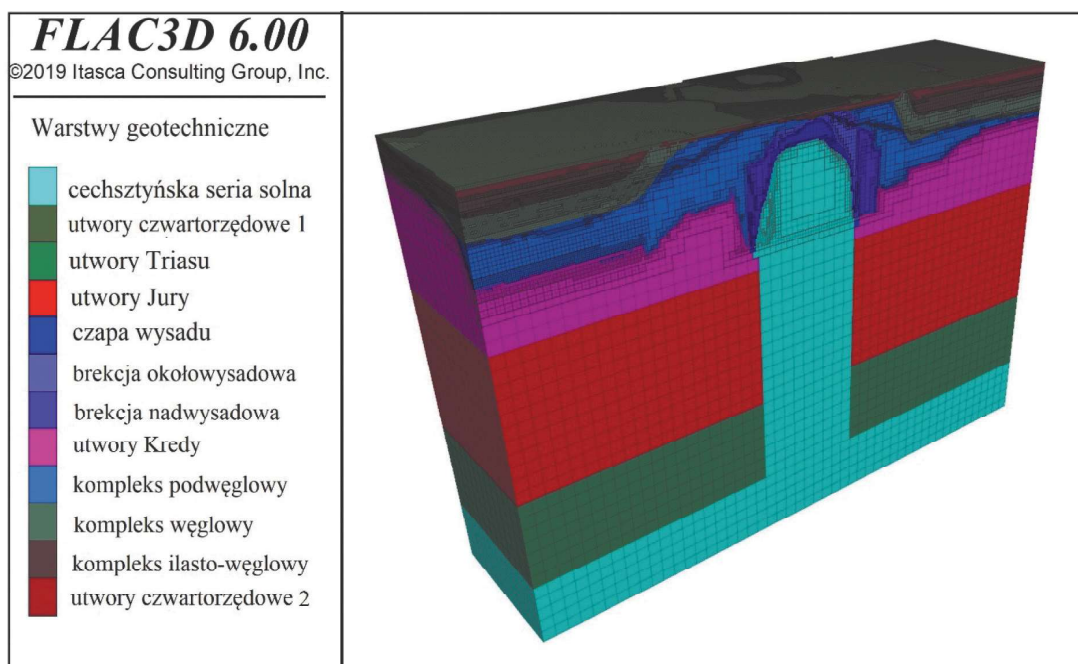 FLAC3D 6.00
©2019 Itasca Consulting Group, Inc.
Warstwy geotechniczne
cechsztyńska seria solna
utwory czwartorzędowe 1
utwory Triasu
utwory Jury
czapa wysadu
brekcja okołowysadowa
brekcja nadwysadowa
utwory Kredy
kompleks podwęglowy
kompleks węglowy
kompleks ilasto-węglowy
utwory czwartorzędowe 2